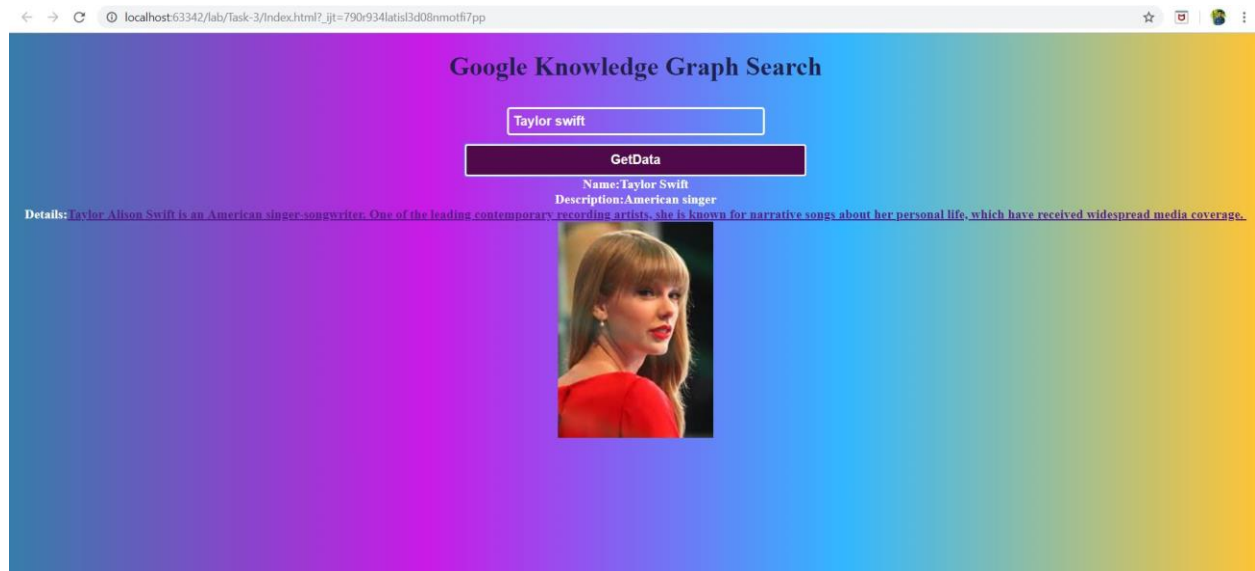 localhost:63342/lab/Task-3/Index.html?_ijt=790r934latisl3d08nmotfi7pp
Google Knowledge Graph Search
Taylor swift
GetData
Name:Taylor Swift
Description:American singer
Details:Taylor Alison Swift is an American singer-songwriter. One of the leading contemporary recording artists, she is known for narrative songs about her personal life, which have received widespread media coverage.